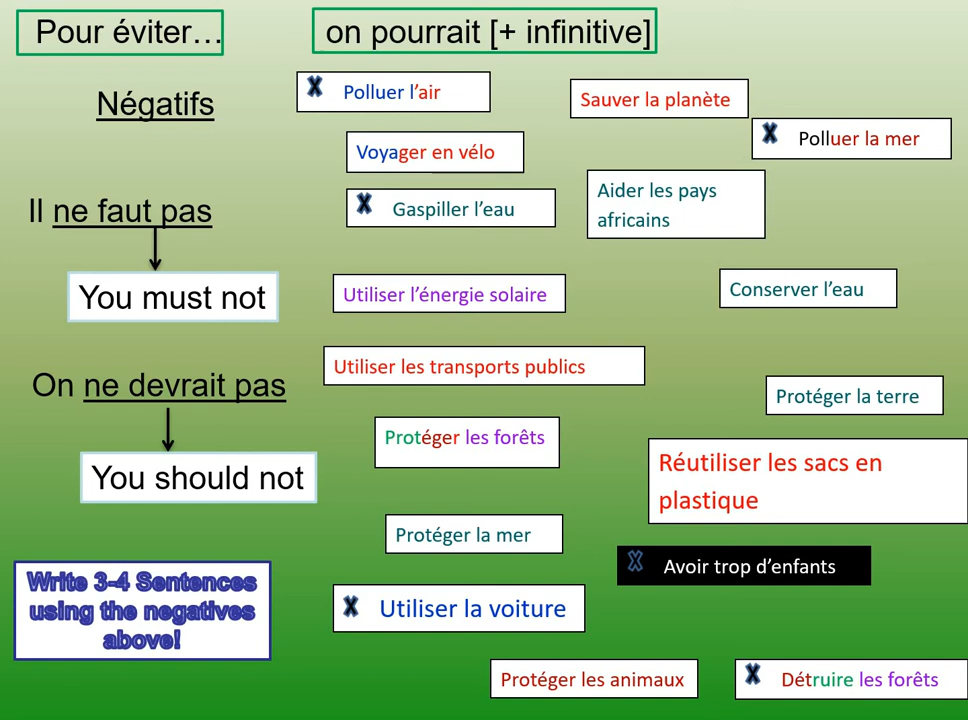 Pour éviter…
on pourrait [+ infinitive]
Négatifs
Il ne faut pas
You must not
On ne devrait pas
You should not
Write 3-4 Sentences
using the negatives
above!
X Polluer l’air
Sauver la planète
X Polluer la mer
Voyager en vélo
X Gaspiller l’eau
Aider les pays
africains
Utiliser l’énergie solaire
Conserver l’eau
Utiliser les transports publics
Protéger la terre
Protéger les forêts
Réutiliser les sacs en
plastique
Protéger la mer
X Avoir trop d’enfants
X Utiliser la voiture
Protéger les animaux
X Détruire les forêts